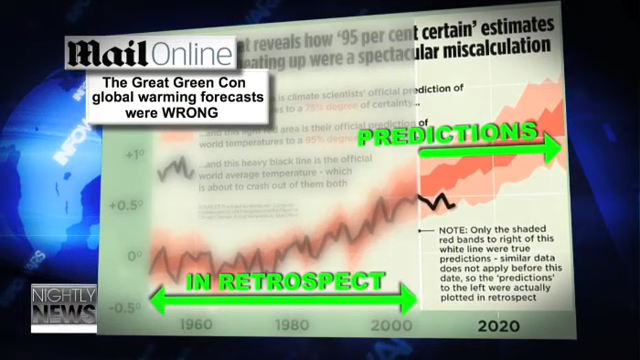 Mail Online
The Great Green Con
global warming forecasts
were WRONG
t reveals how '95 per cent certain' estimates
eating up were a spectacular miscalculation
is climate scientists' official prediction of
es to a 75% degree of certainty...
...and this light red area is their official prediction of
world temperatures to a 95% degree
PREDICTIONS
+1°
...and this heavy black line is the official
world average temperature - which
is about to crash out of them both
+0.5°
NOTE: Only the shaded
red bands to right of this
white line were true
predictions - similar data
does not apply before this
date, so the 'predictions'
to the left were actually
plotted in retrospect
0°
IN RETROSPECT
-0.5°
1960 1980 2000 2020
NIGHTLY
NEWS
INFOWARS